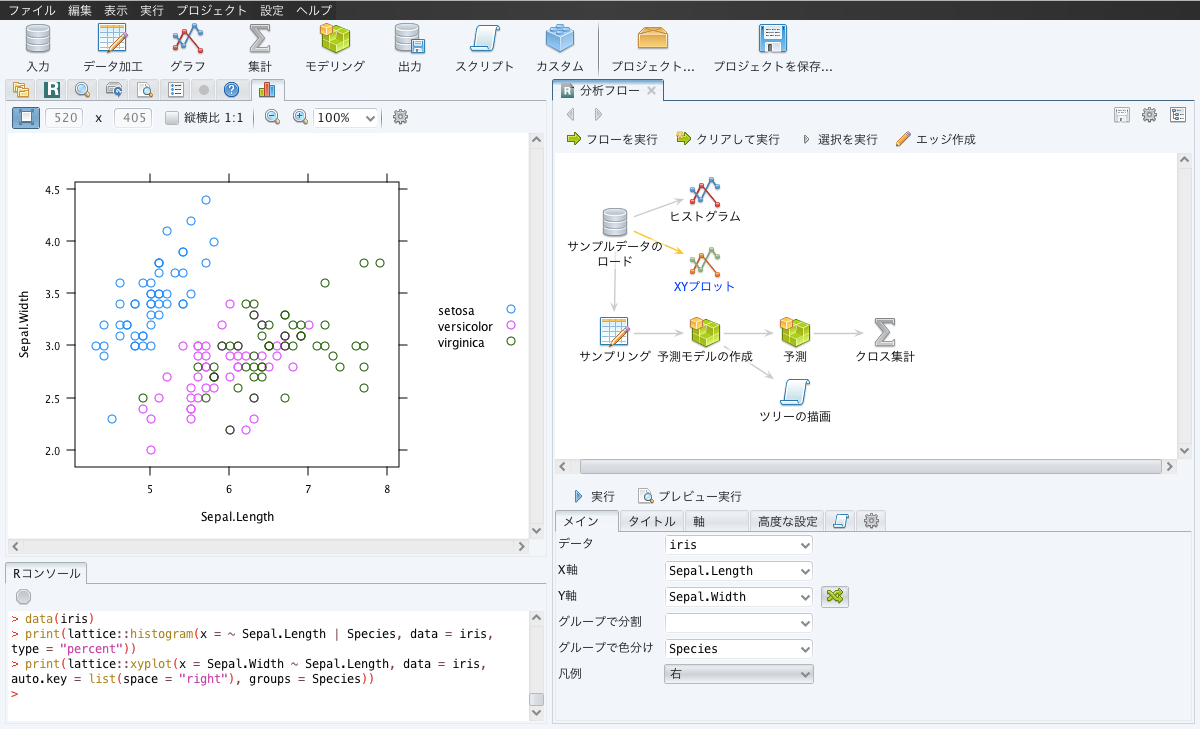 ファイル 編集 表示 実行 プロジェクト 設定 ヘルプ
入力 データ加工 グラフ 集計 モデリング 出力 スクリプト カスタム プロジェクト... プロジェクトを保存...
520 x 405 縦横比 1:1 100%
4.5
4.0
3.5
3.0
2.5
2.0
Sepal.Width
5 6 7 8
Sepal.Length
setosa
versicolor
virginica
Rコンソール
> data(iris)
> print(lattice::histogram(x = ~ Sepal.Length | Species, data = iris,
type = "percent"))
> print(lattice::xyplot(x = Sepal.Width ~ Sepal.Length, data = iris,
auto.key = list(space = "right"), groups = Species))
>
R 分析フロー
フローを実行 クリアして実行 選択を実行 エッジ作成
ヒストグラム
サンプルデータの
ロード
XYプロット
サンプリング 予測モデルの作成 予測 クロス集計
ツリーの描画
実行 プレビュー実行
メイン タイトル 軸 高度な設定
データ iris
X軸 Sepal.Length
Y軸 Sepal.Width
グループで分割
グループで色分け Species
凡例 右